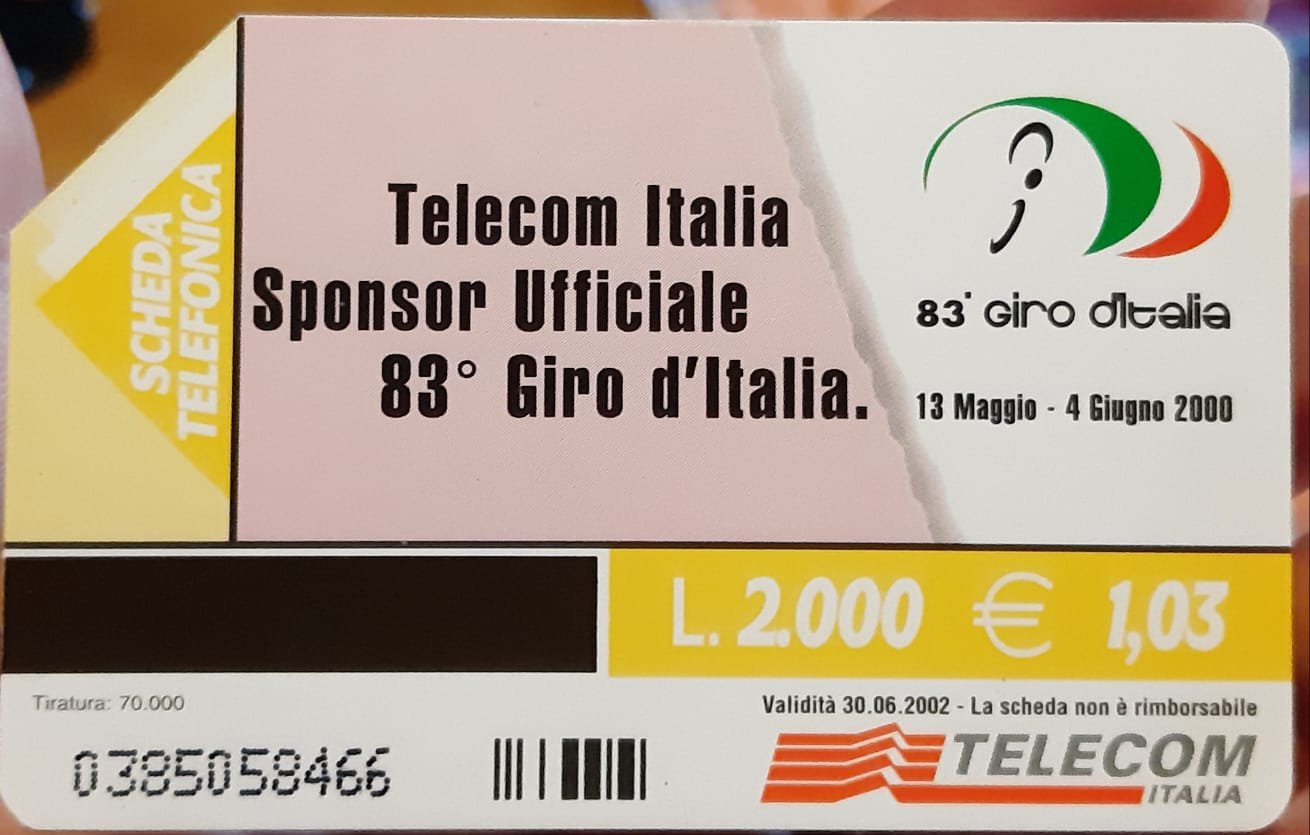 SCHEDA
TELEFONICA
Telecom Italia
Sponsor Ufficiale
83° Giro d'Italia.
83° Giro d'Italia
13 Maggio - 4 Giugno 2000
L. 2.000 € 1,03
Tiratura: 70.000
Validità 30.06.2002 - La scheda non è rimborsabile
0385058466
TELECOM
ITALIA